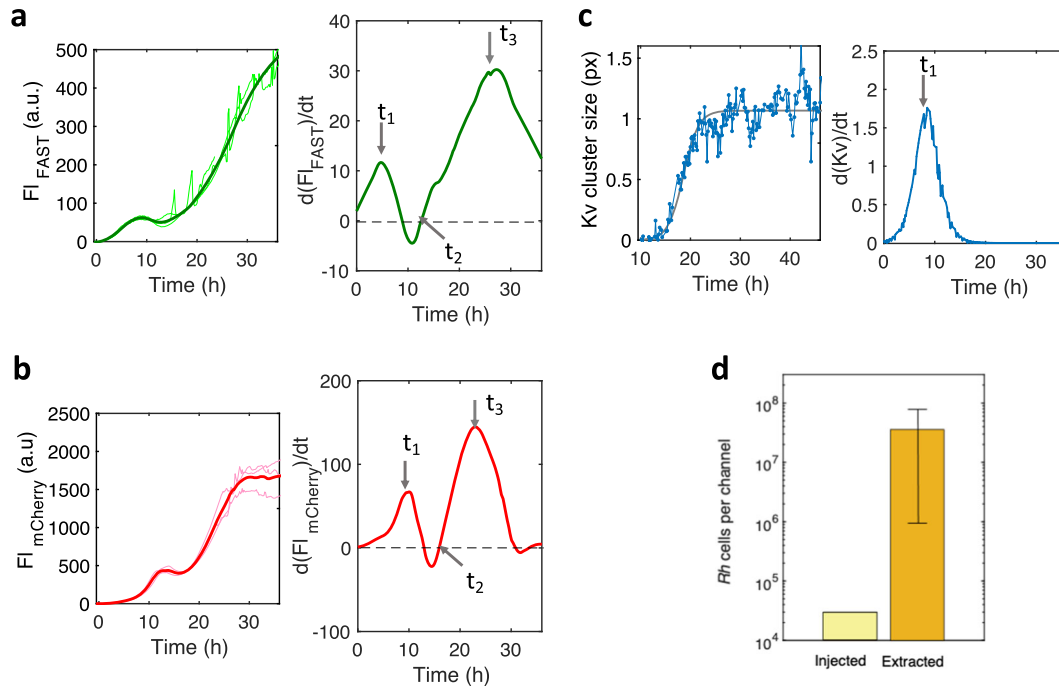 a
500
400
300
200
100
0
0
10
20
30
Time (h)
Fl FAST (a.u.)
40
30
20
10
0
-10
0
10
20
30
Time (h)
d(Fl FAST)/dt
t1
t2
t3
b
2500
2000
1500
1000
500
0
0
10
20
30
Time (h)
Fl mCherry (a.u)
200
100
0
-100
0
10
20
30
Time (h)
d(Fl mCherry)/dt
t1
t2
t3
c
1.5
1
0.5
0
10
20
30
40
Time (h)
Kv cluster size (px)
2.5
2
1.5
1
0.5
0
0
10
20
30
Time (h)
d(Kv)/dt
t1
d
10^8
10^7
10^6
10^5
10^4
Rh cells per channel
Injected
Extracted